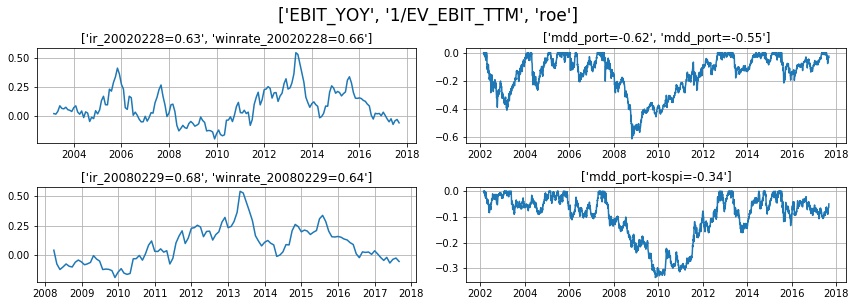 ['EBIT_YOY', '1/EV_EBIT_TTM', 'roe']
['ir_20020228=0.63', 'winrate_20020228=0.66']
0.50
0.25
0.00
2004 2006 2008 2010 2012 2014 2016 2018
['mdd_port=-0.62', 'mdd_port=-0.55']
0.0
−0.2
−0.4
−0.6
2002 2004 2006 2008 2010 2012 2014 2016 2018
['ir_20080229=0.68', 'winrate_20080229=0.64']
0.50
0.25
0.00
2008 2009 2010 2011 2012 2013 2014 2015 2016 2017 2018
['mdd_port-kospi=-0.34']
0.0
−0.1
−0.2
−0.3
2002 2004 2006 2008 2010 2012 2014 2016 2018